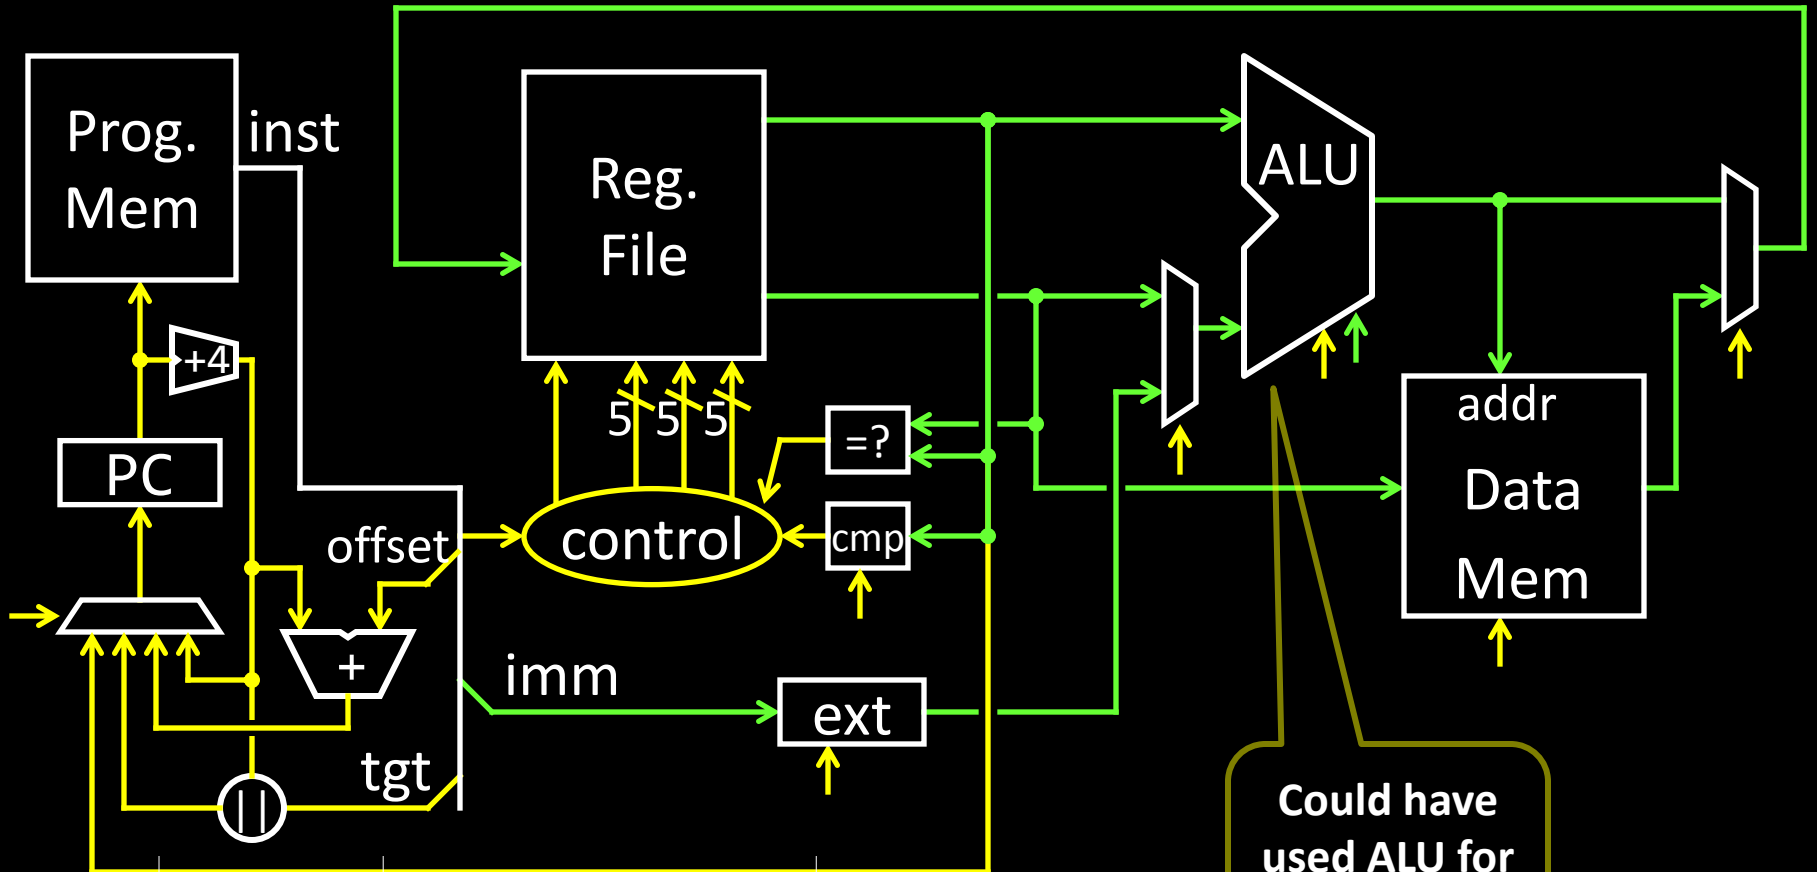 Prog.
Mem
inst
+4
PC
Reg.
File
5 5 5
=?
cmp
control
offset
+
imm
ext
tgt
||
ALU
addr
Data
Mem
Could have
used ALU for